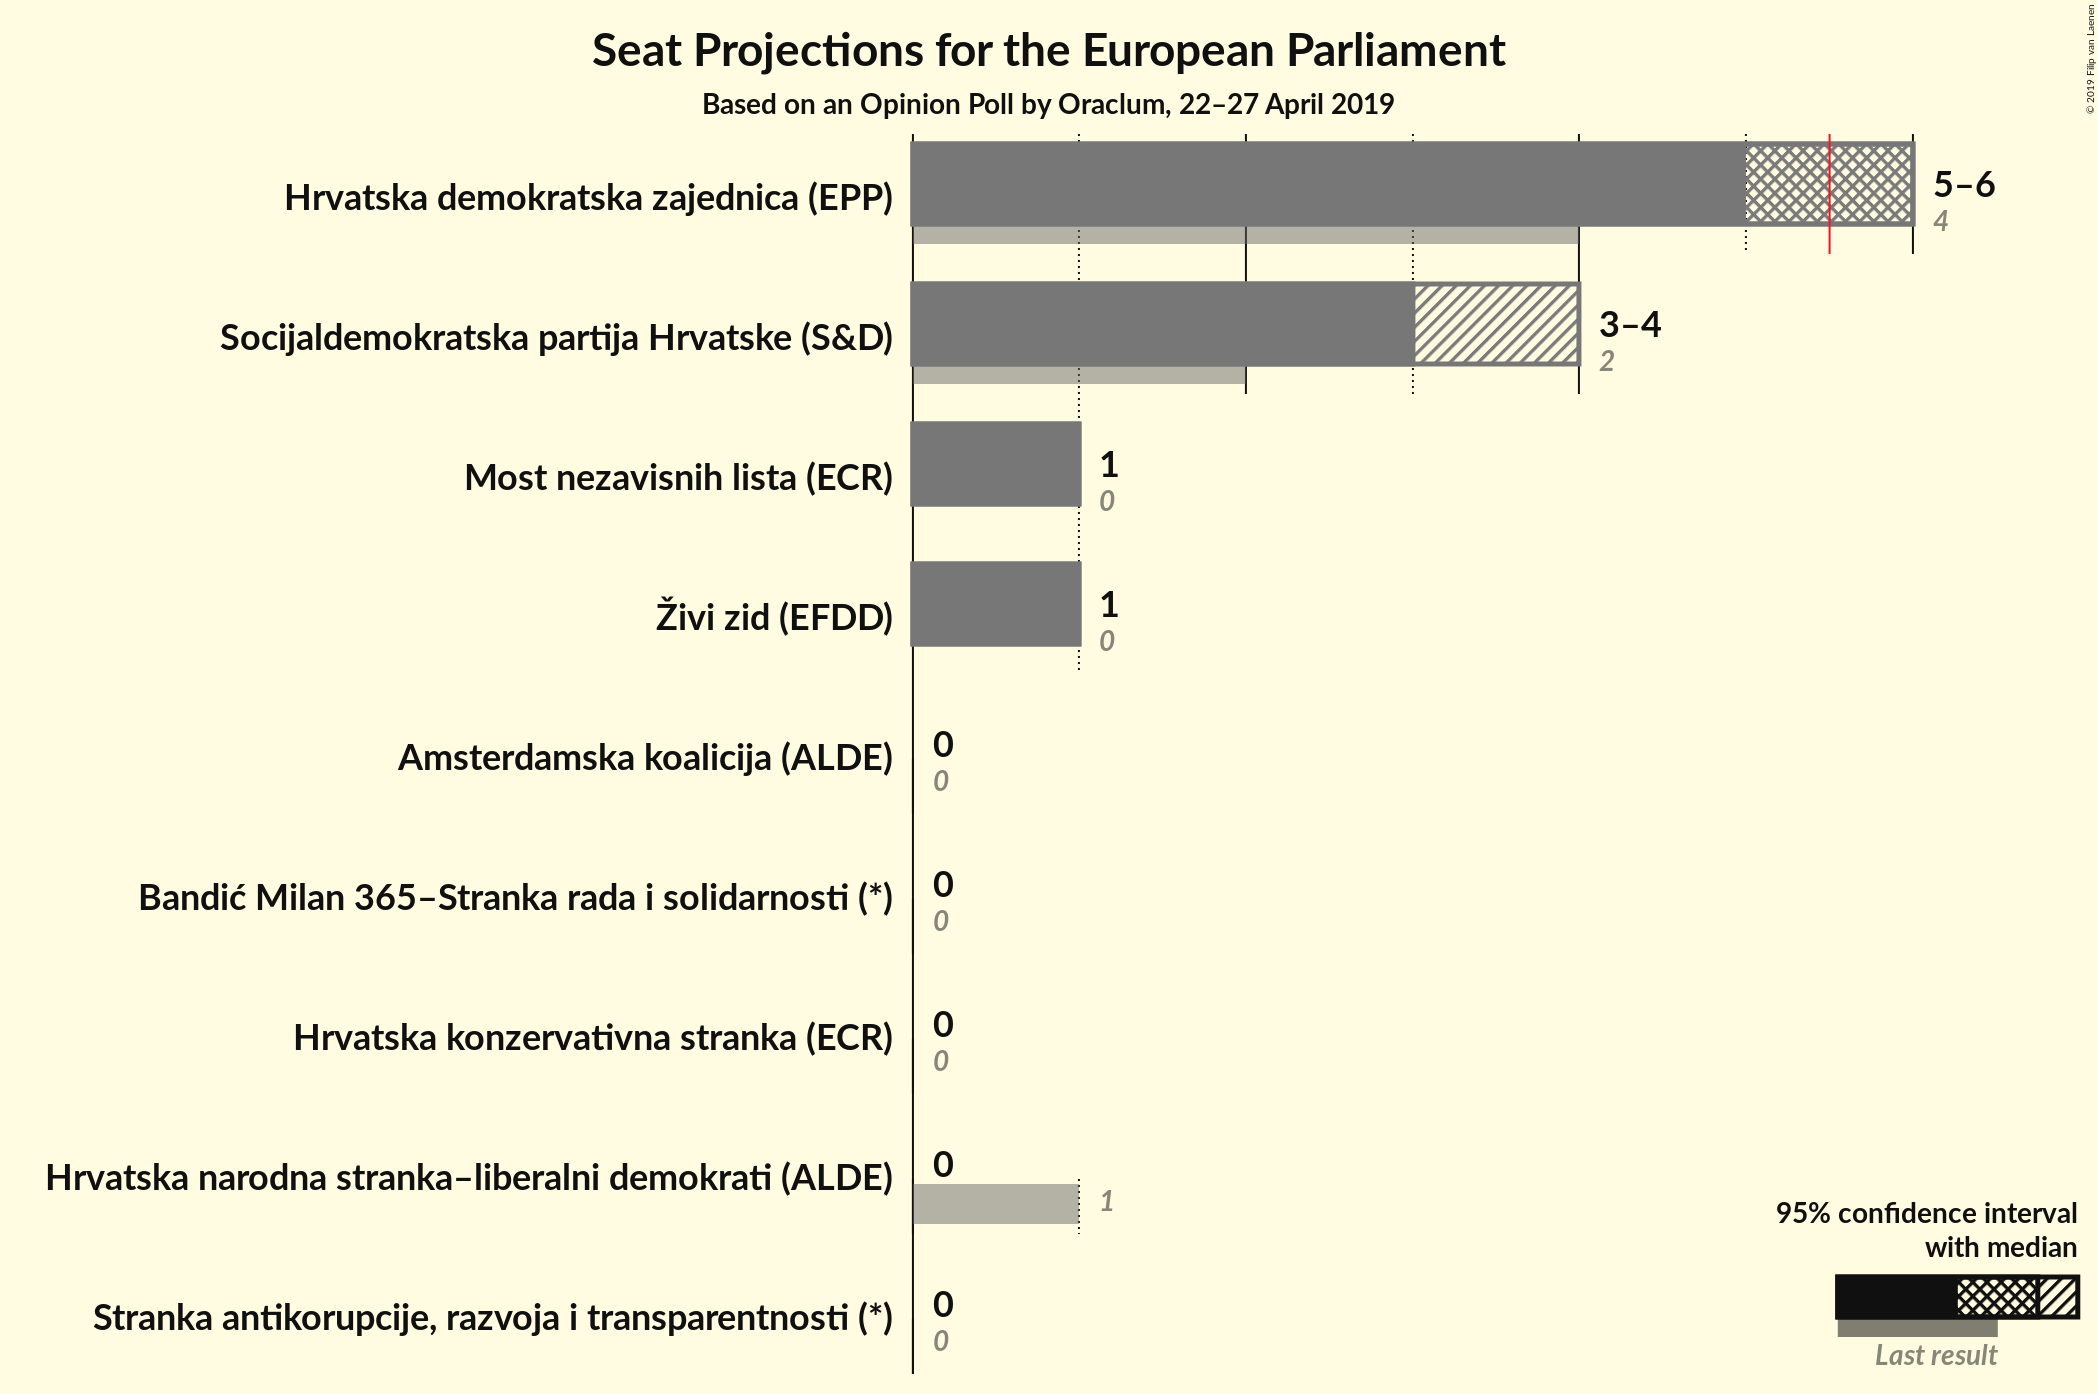 Seat Projections for the European Parliament
Based on an Opinion Poll by Oraclum, 22–27 April 2019
© 2019 Filip van Laenen
Hrvatska demokratska zajednica (EPP)
5–6
4
Socijaldemokratska partija Hrvatske (S&D)
3–4
2
Most nezavisnih lista (ECR)
1
0
Živi zid (EFDD)
1
0
Amsterdamska koalicija (ALDE)
0
0
Bandić Milan 365–Stranka rada i solidarnosti (*)
0
0
Hrvatska konzervativna stranka (ECR)
0
0
Hrvatska narodna stranka–liberalni demokrati (ALDE)
0
1
Stranka antikorupcije, razvoja i transparentnosti (*)
0
0
95% confidence interval
with median
Last result